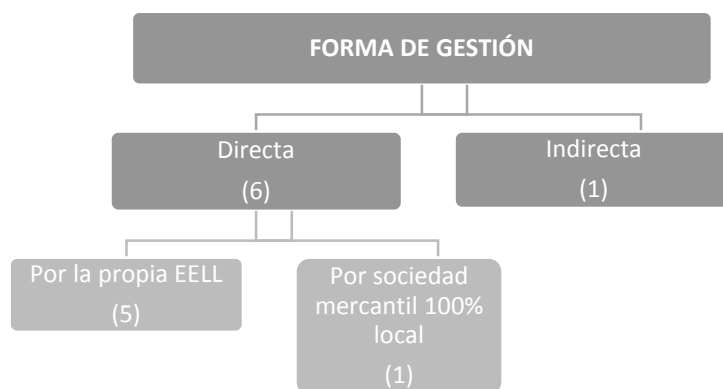 FORMA DE GESTIÓN
Directa
(6)
Indirecta
(1)
Por la propia EELL
(5)
Por sociedad
mercantil 100%
local
(1)